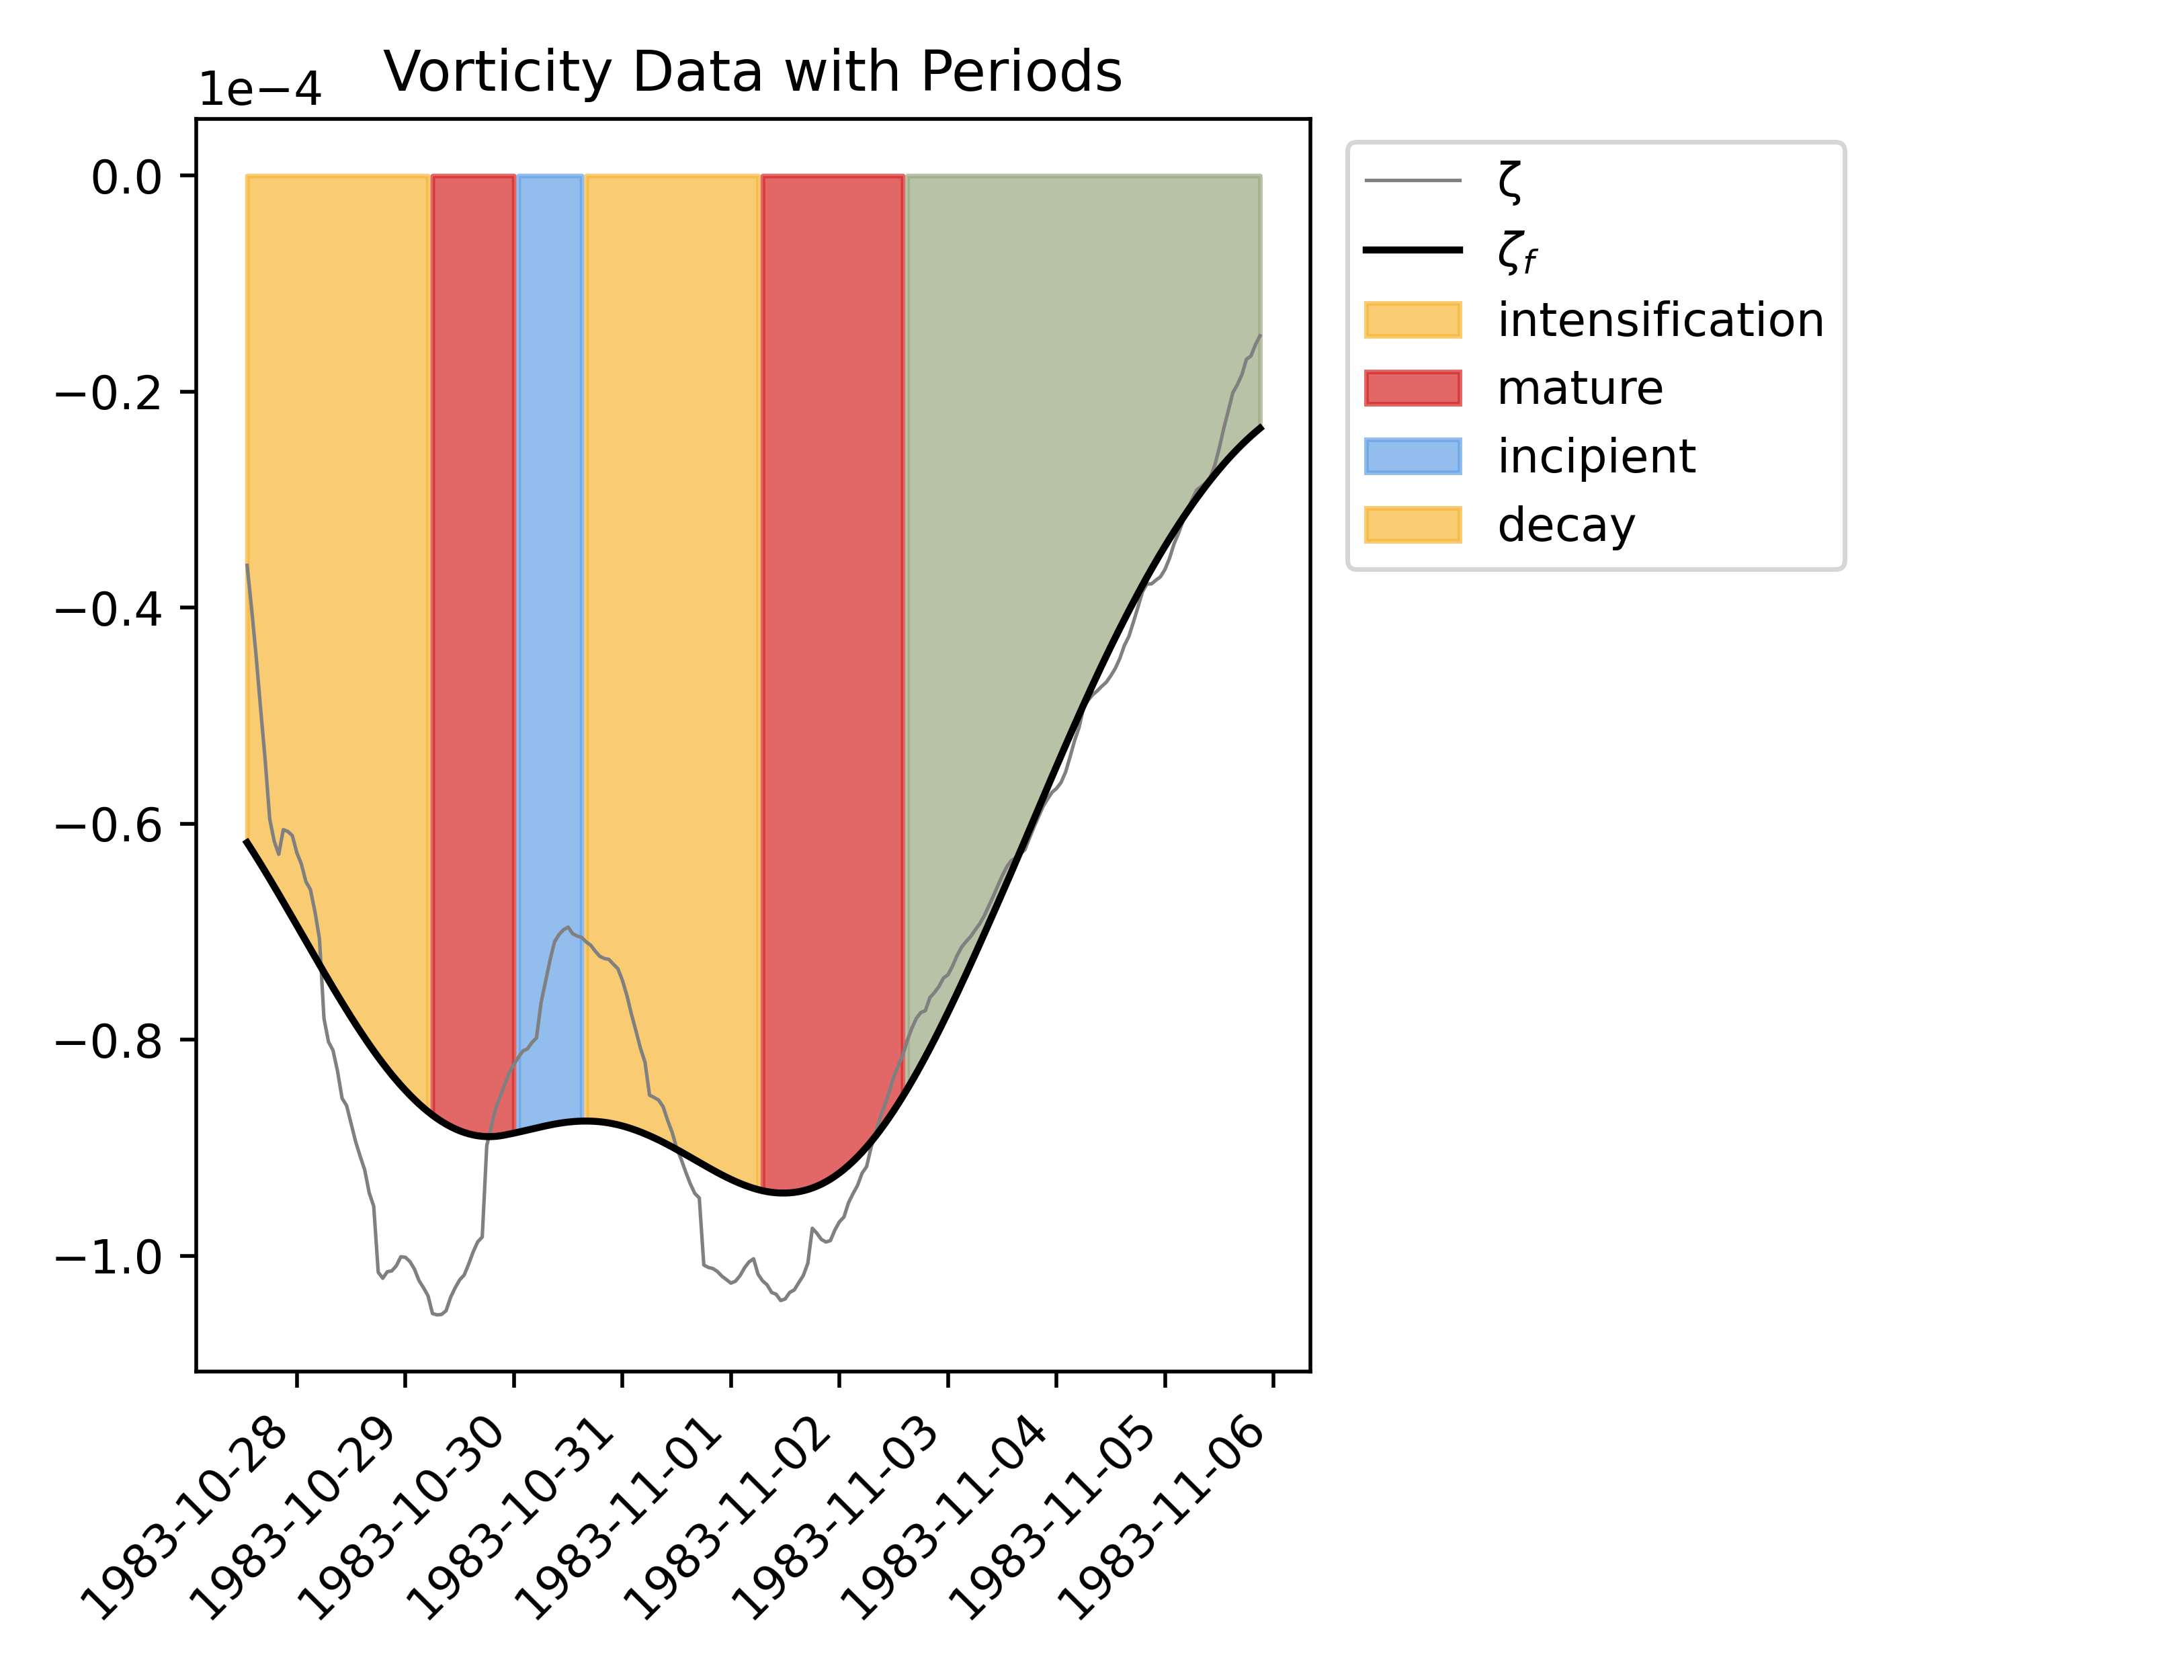 Vorticity Data with Periods
1e−4
0.0
−0.2
−0.4
−0.6
−0.8
−1.0
1983-10-28
1983-10-29
1983-10-30
1983-10-31
1983-11-01
1983-11-02
1983-11-03
1983-11-04
1983-11-05
1983-11-06
ζ
ζf
intensification
mature
incipient
decay